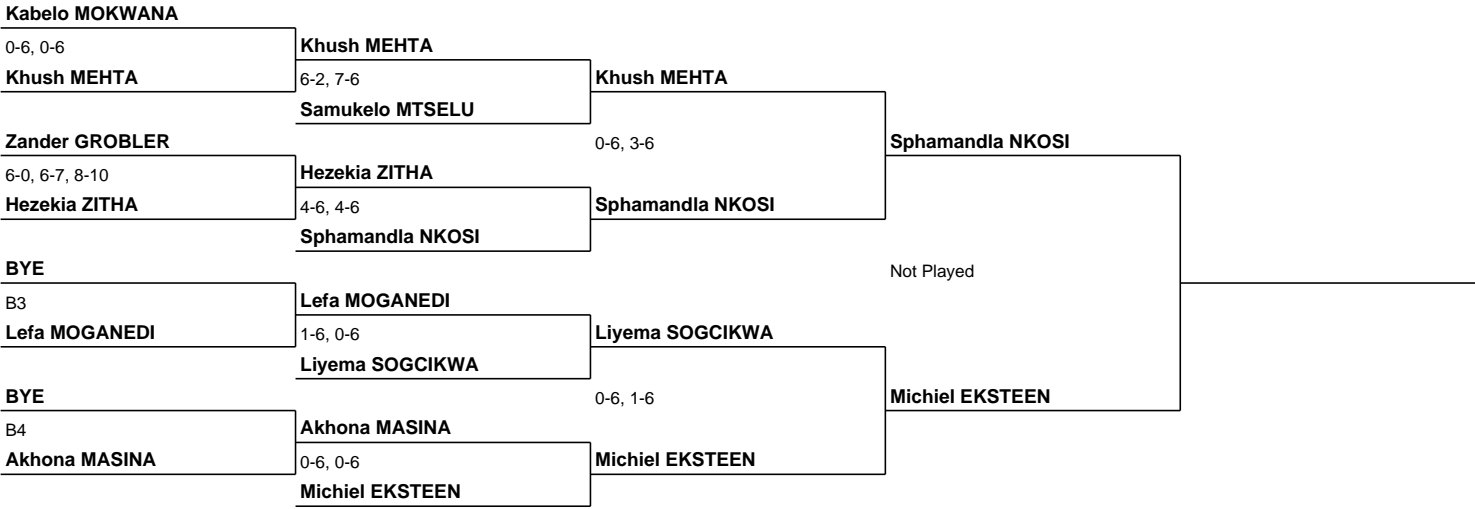 Kabelo MOKWANA
0-6, 0-6
Khush MEHTA
Khush MEHTA
6-2, 7-6
Samukelo MTSELU
Khush MEHTA
Zander GROBLER
6-0, 6-7, 8-10
Hezekia ZITHA
Hezekia ZITHA
4-6, 4-6
Sphamandla NKOSI
0-6, 3-6
Sphamandla NKOSI
Sphamandla NKOSI
BYE
B3
Lefa MOGANEDI
Lefa MOGANEDI
1-6, 0-6
Liyema SOGCIKWA
Liyema SOGCIKWA
Not Played
BYE
B4
Akhona MASINA
Akhona MASINA
0-6, 0-6
Michiel EKSTEEN
0-6, 1-6
Michiel EKSTEEN
Michiel EKSTEEN